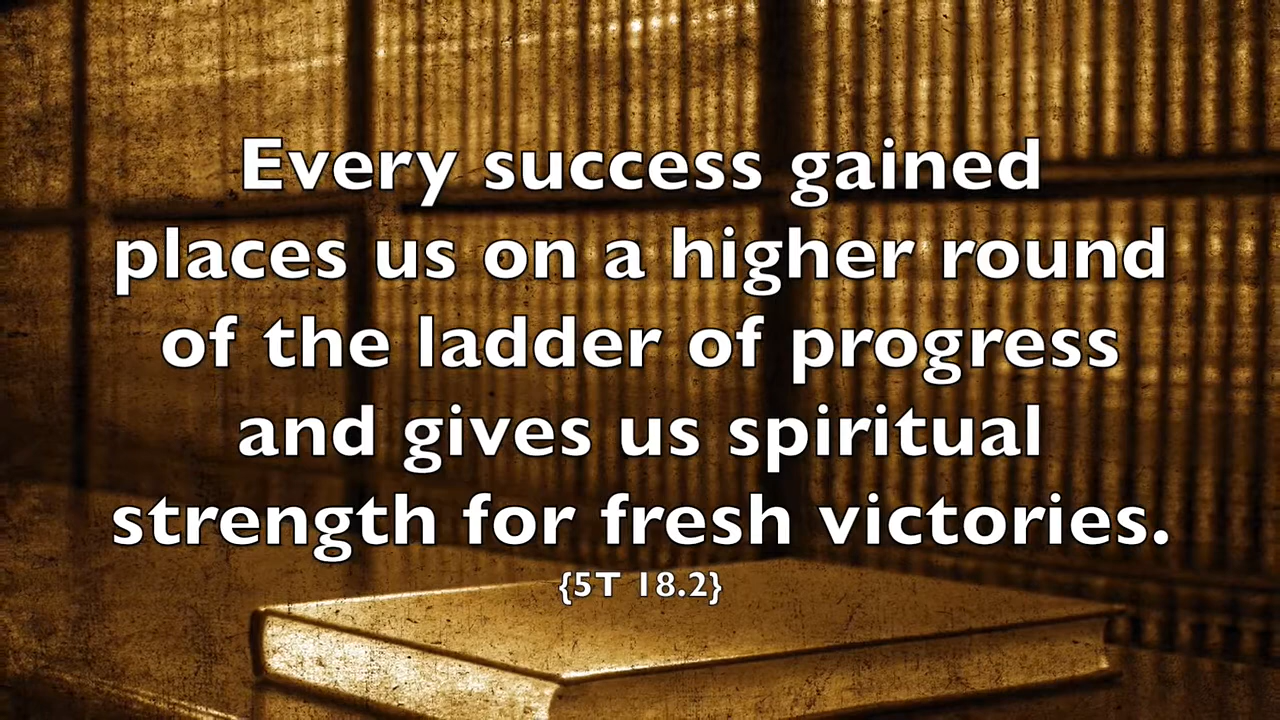 Every success gained
places us on a higher round
of the ladder of progress
and gives us spiritual
strength for fresh victories.
{5T 18.2}